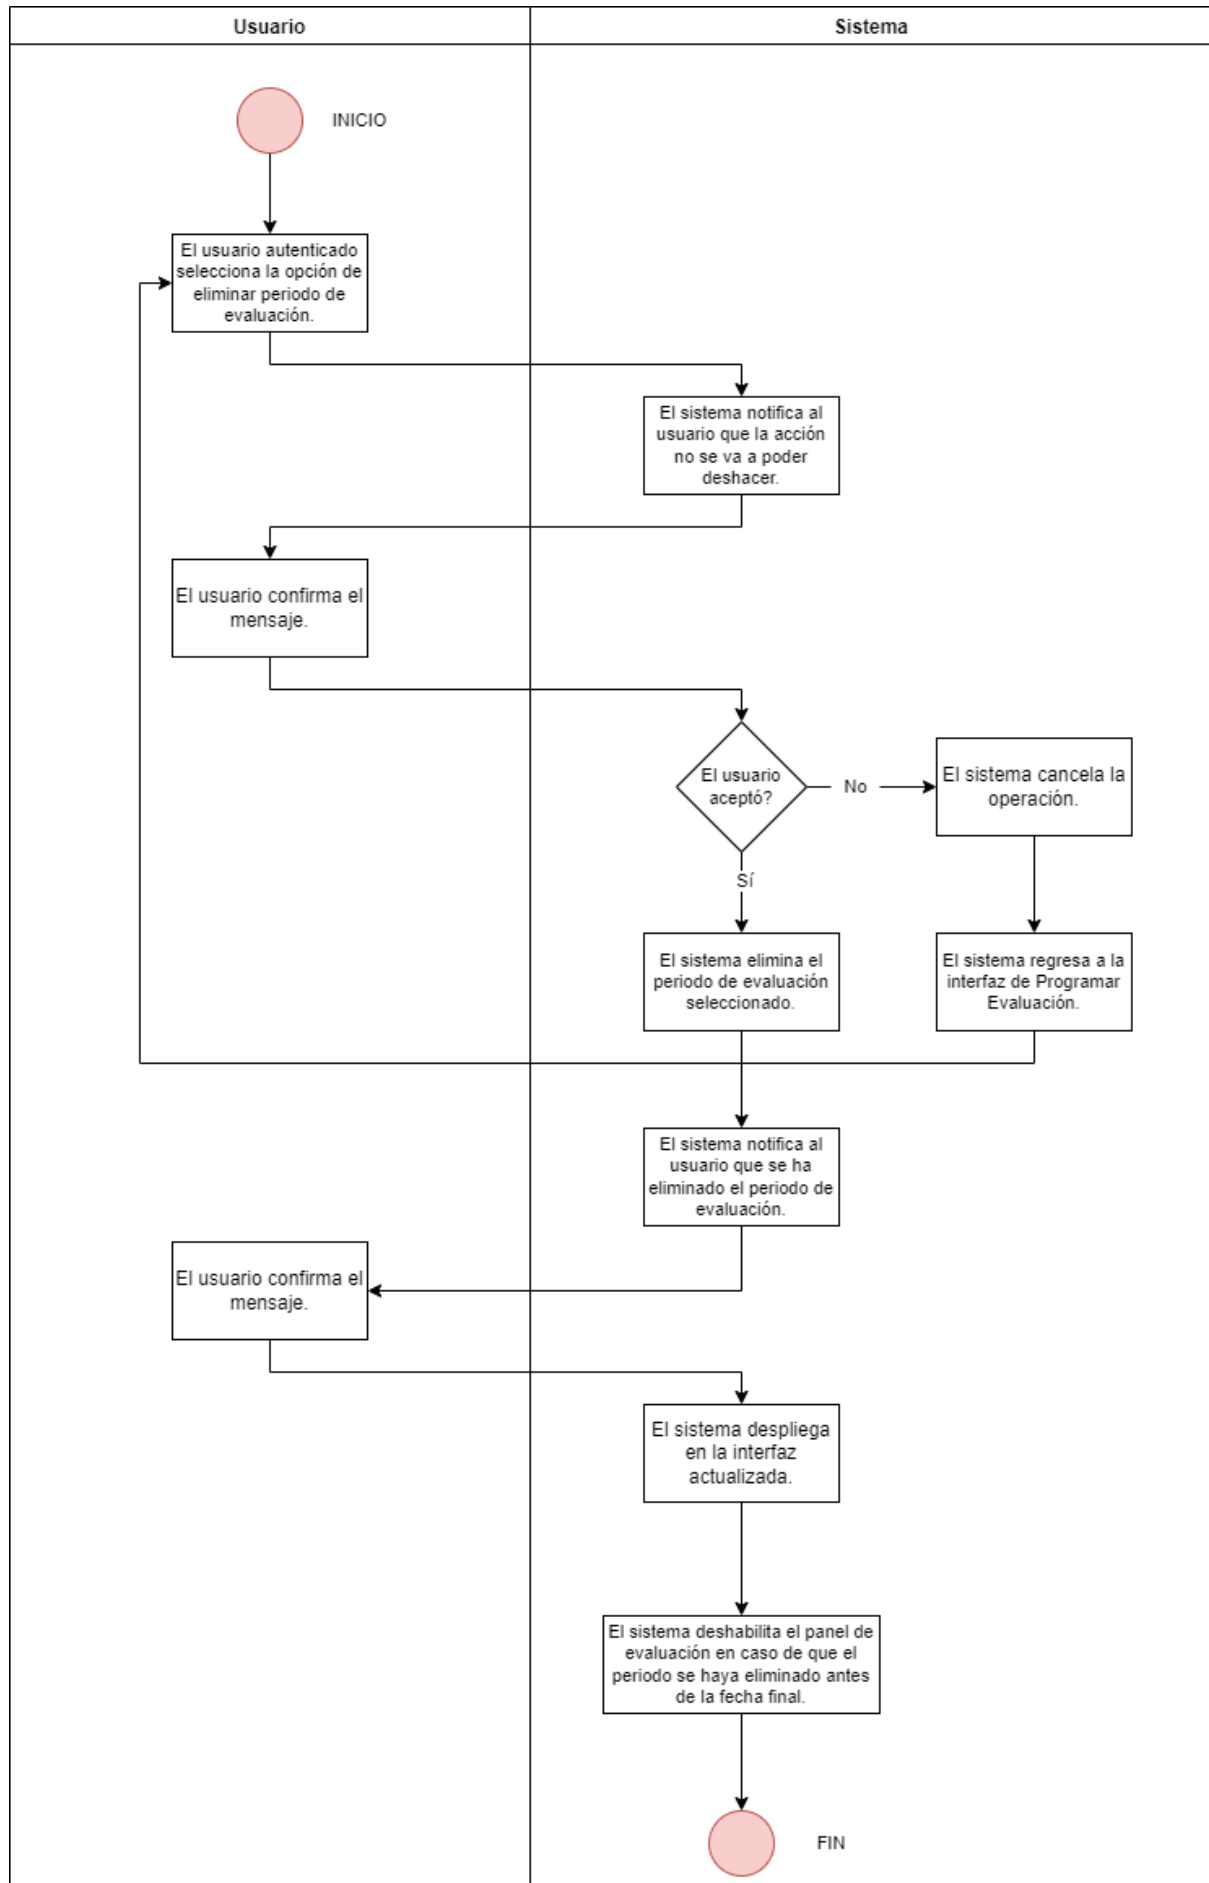 Usuario
Sistema
INICIO
El usuario autenticado
selecciona la opción de
eliminar periodo de
evaluación.
El sistema notifica al
usuario que la acción
no se va a poder
deshacer.
El usuario confirma el
mensaje.
El usuario
aceptó?
No
El sistema cancela la
operación.
Sí
El sistema elimina el
periodo de evaluación
seleccionado.
El sistema regresa a la
interfaz de Programar
Evaluación.
El sistema notifica al
usuario que se ha
eliminado el periodo de
evaluación.
El usuario confirma el
mensaje.
El sistema despliega
en la interfaz
actualizada.
El sistema deshabilita el panel de
evaluación en caso de que el
periodo se haya eliminado antes
de la fecha final.
FIN